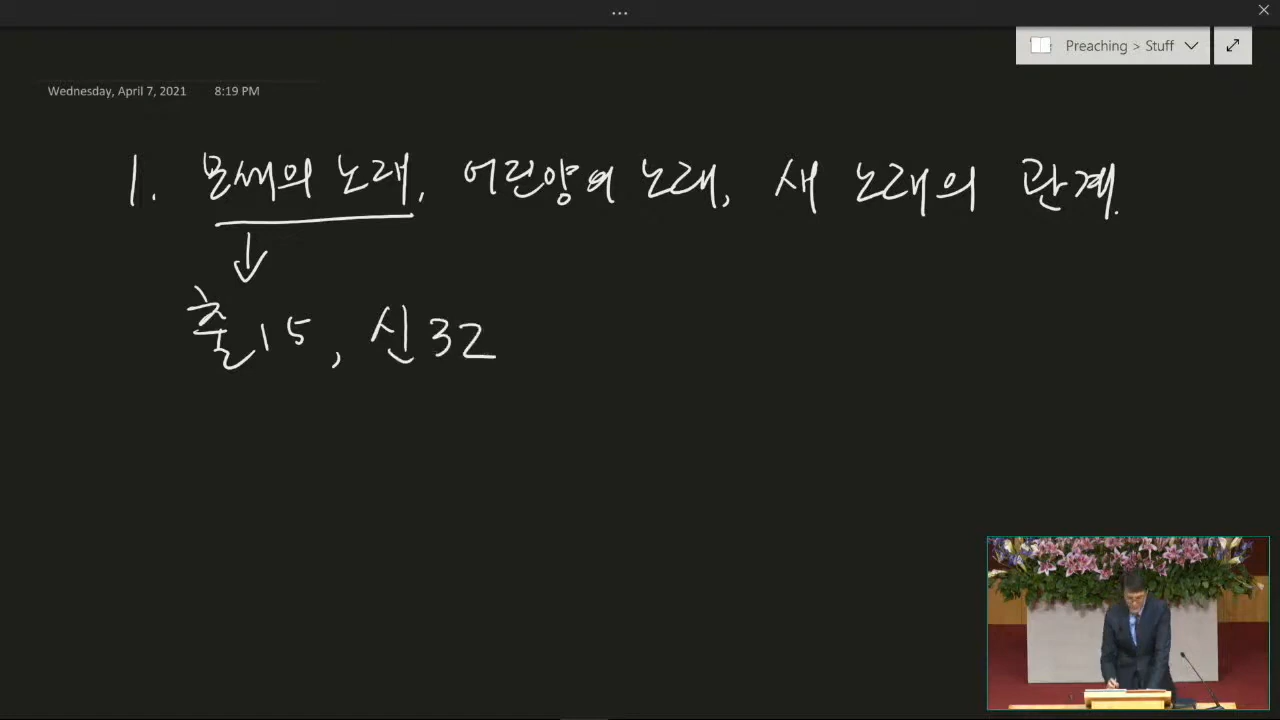 Preaching > Stuff
Wednesday, April 7, 2021 8:19 PM
1. 모세의 노래, 어린양의 노래, 새 노래의 관계.
출15, 신32